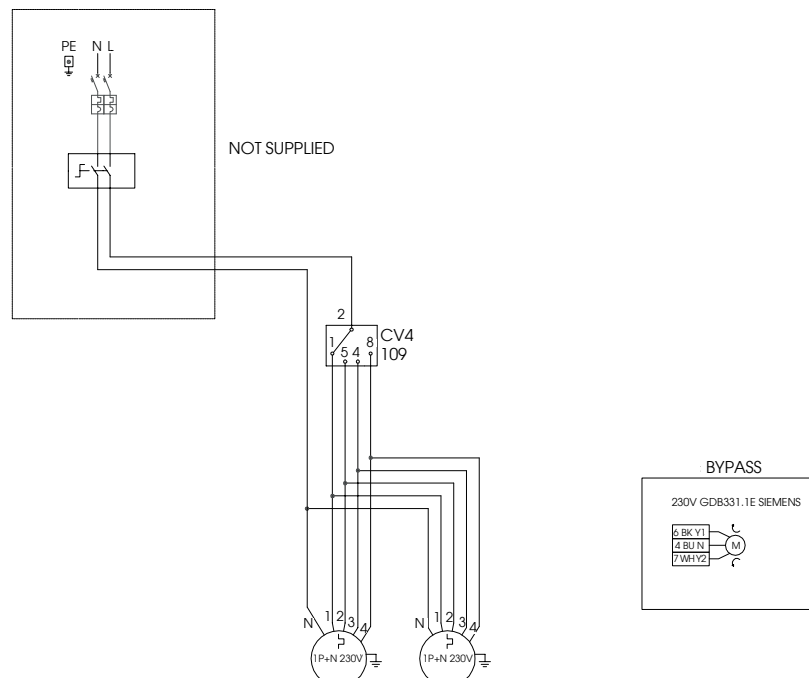 PE N L
NOT SUPPLIED
2
CV4
109
1 5 4 8
BYPASS
230V GDB331.1E SIEMENS
6 BK Y1
4 BU N
7 WH Y2
M
N 1 2 3 4
1P+N 230V
N 1 2 3 4
1P+N 230V